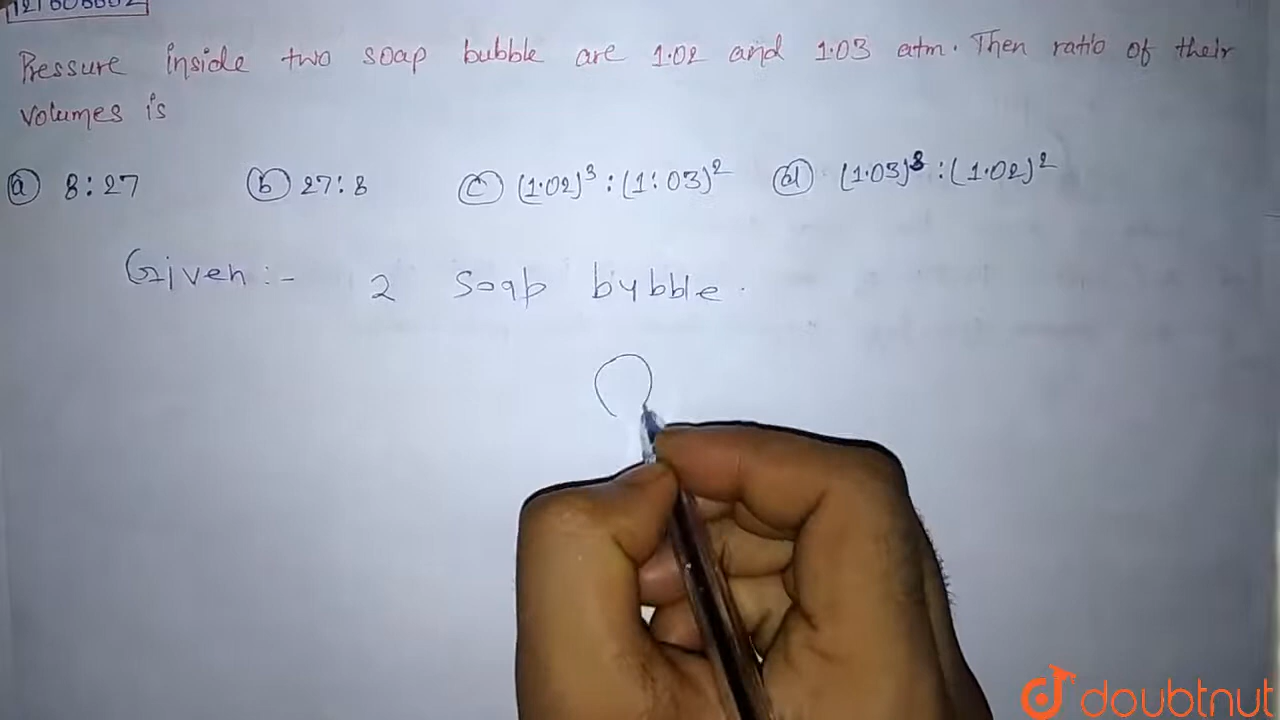 Pressure inside two soap bubble are 1.02 and 1.03 atm. Then ratio of their
volumes is
(a) 8:27 (b) 27:8 (c) (1.02)³ : (1:03)² (d) (1.03)³ : (1.02)²
Given :- 2 soap bubble.
doubtnut